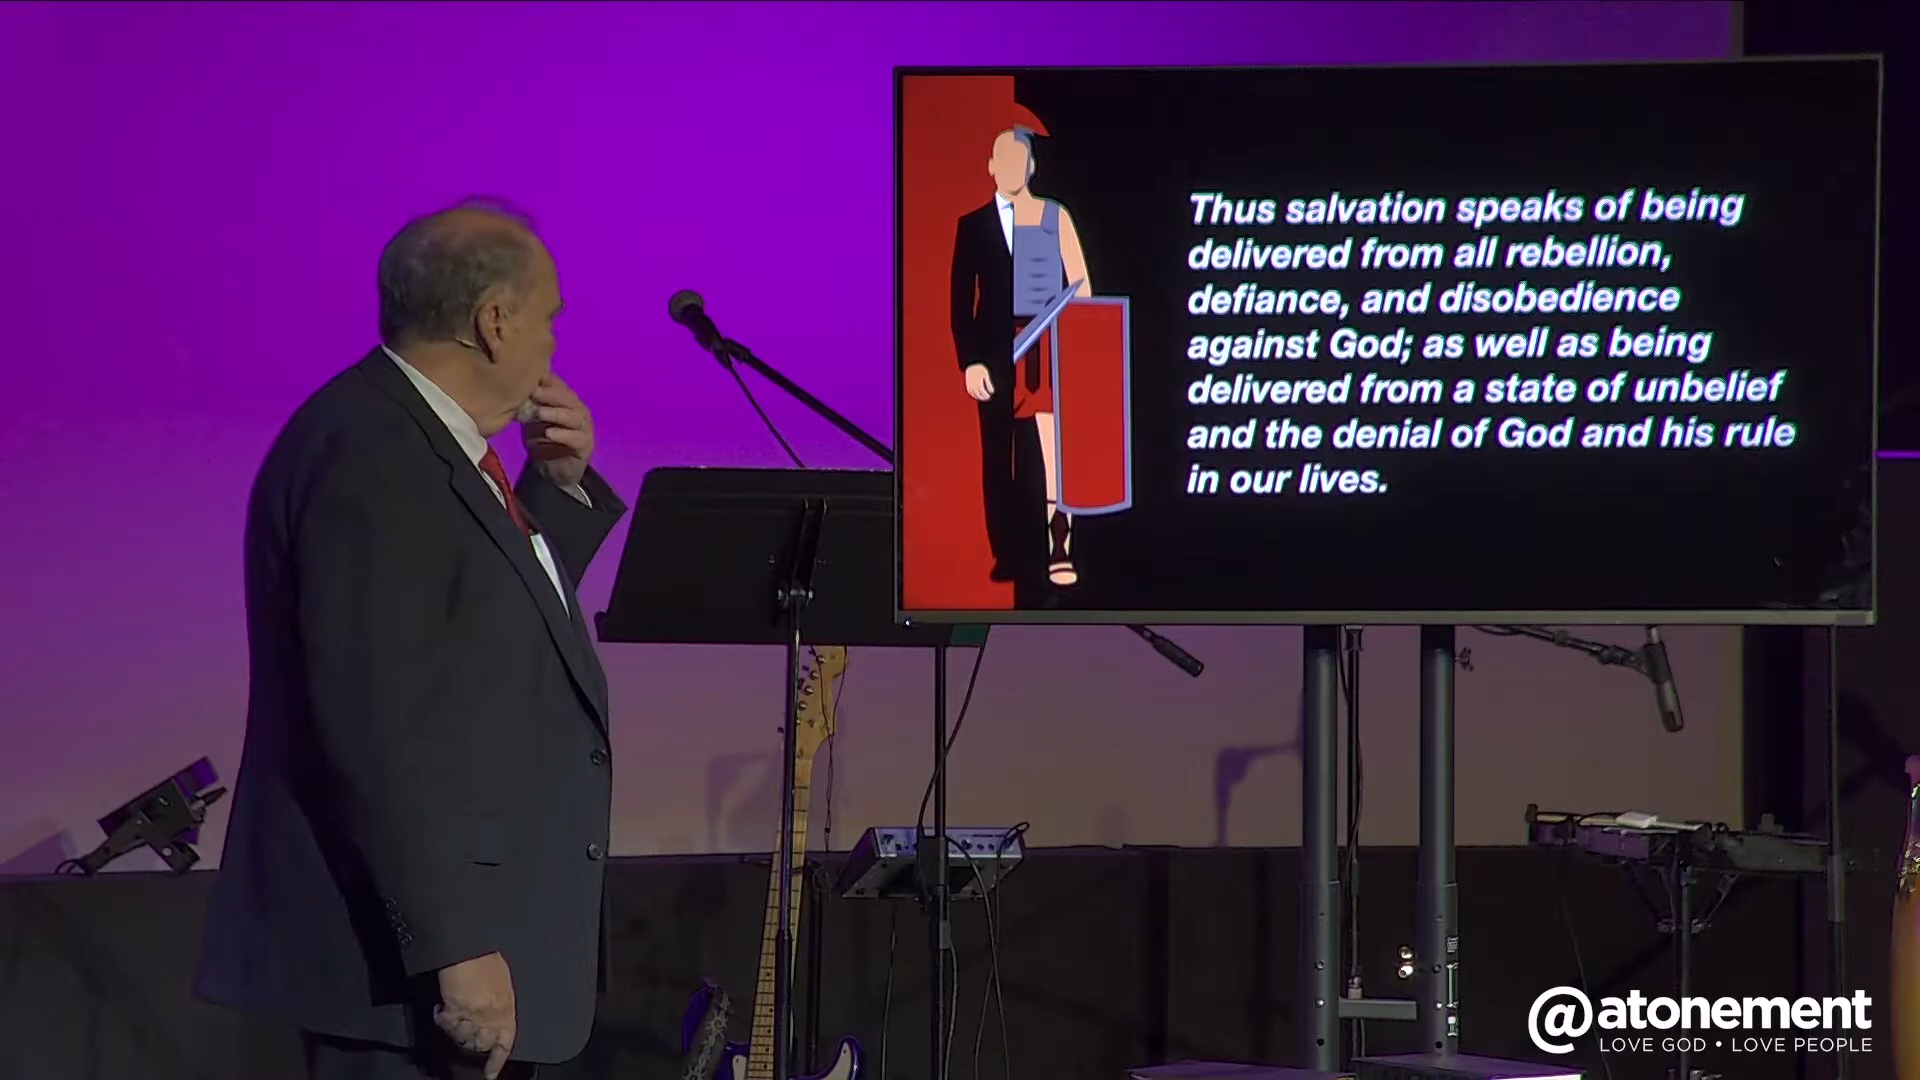 Thus salvation speaks of being
delivered from all rebellion,
defiance, and disobedience
against God; as well as being
delivered from a state of unbelief
and the denial of God and his rule
in our lives.
@atonement
LOVE GOD • LOVE PEOPLE